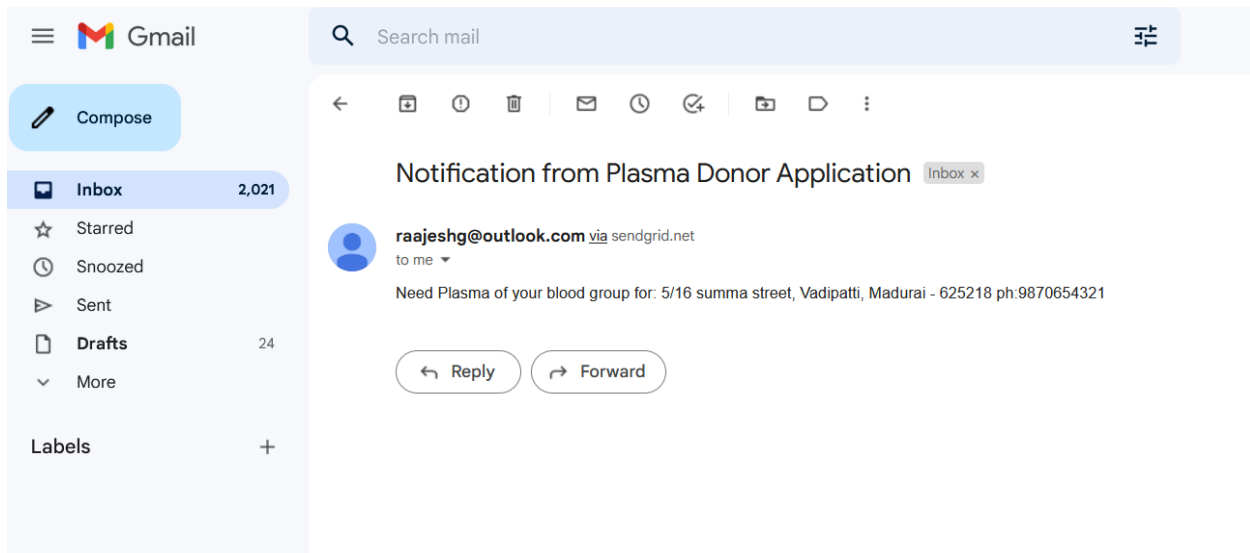 Gmail
Search mail
Compose
Inbox 2,021
Starred
Snoozed
Sent
Drafts 24
More
Labels
Notification from Plasma Donor Application Inbox ×
raajeshg@outlook.com via sendgrid.net
to me
Need Plasma of your blood group for: 5/16 summa street, Vadipatti, Madurai - 625218 ph:9870654321
Reply Forward